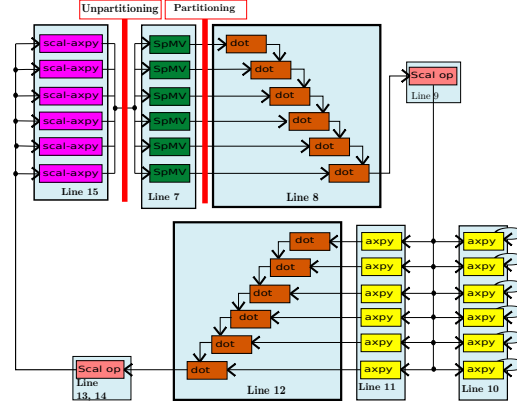 Unpartitioning Partitioning
scal-axpy SpMV dot
scal-axpy SpMV dot Scal op
scal-axpy SpMV dot Line 9
scal-axpy SpMV dot
scal-axpy SpMV dot
scal-axpy SpMV dot
Line 15 Line 7 Line 8
dot axpy axpy
dot axpy axpy
dot axpy axpy
dot axpy axpy
dot axpy axpy
Scal op dot axpy axpy
Line
13, 14 Line 12 Line 11 Line 10